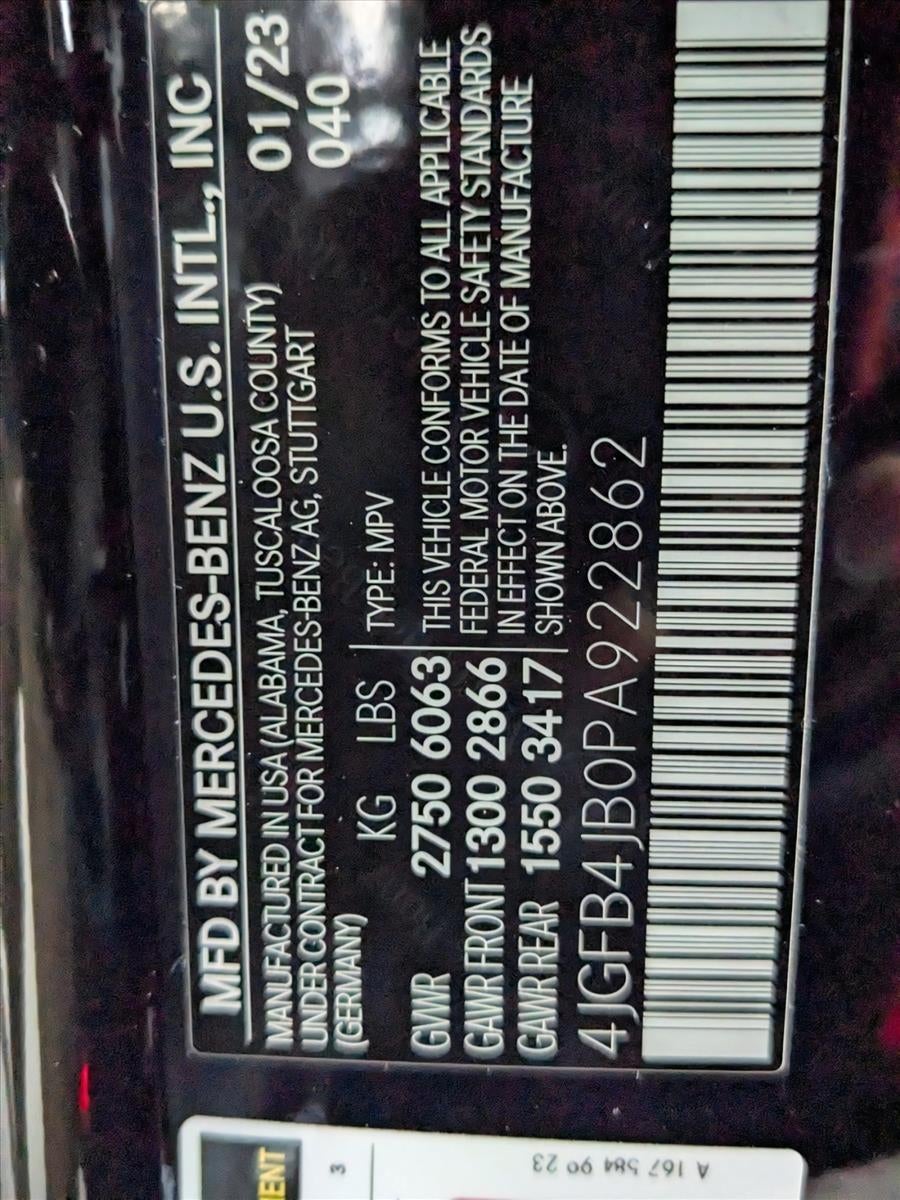 MFD BY MERCEDES-BENZ U.S. INTL., INC
01/23
MANUFACTURED IN USA (ALABAMA, TUSCALOOSA COUNTY)
UNDER CONTRACT FOR MERCEDES-BENZ AG, STUTTGART
040
(GERMANY)
KG LBS TYPE: MPV
GWR 2750 6063
GAWR FRONT 1300 2866
GAWR REAR 1550 3417
THIS VEHICLE CONFORMS TO ALL APPLICABLE
FEDERAL MOTOR VEHICLE SAFETY STANDARDS
IN EFFECT ON THE DATE OF MANUFACTURE
SHOWN ABOVE.
4JGFB4JB0PA922862
3
A 167 584 90 23